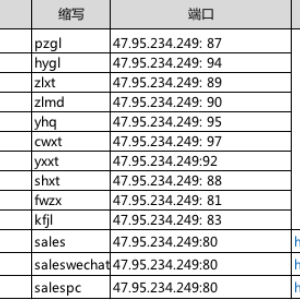 缩写 端口
pzgl 47.95.234.249: 87
hygl 47.95.234.249: 94
zlxt 47.95.234.249: 89
zlmd 47.95.234.249: 90
yhq 47.95.234.249: 95
cwxt 47.95.234.249: 97
yxxt 47.95.234.249:92
shxt 47.95.234.249: 88
fwzx 47.95.234.249: 81
kfjl 47.95.234.249: 83
sales 47.95.234.249:80 h
saleswechat 47.95.234.249:80 h
salespc 47.95.234.249:80 h